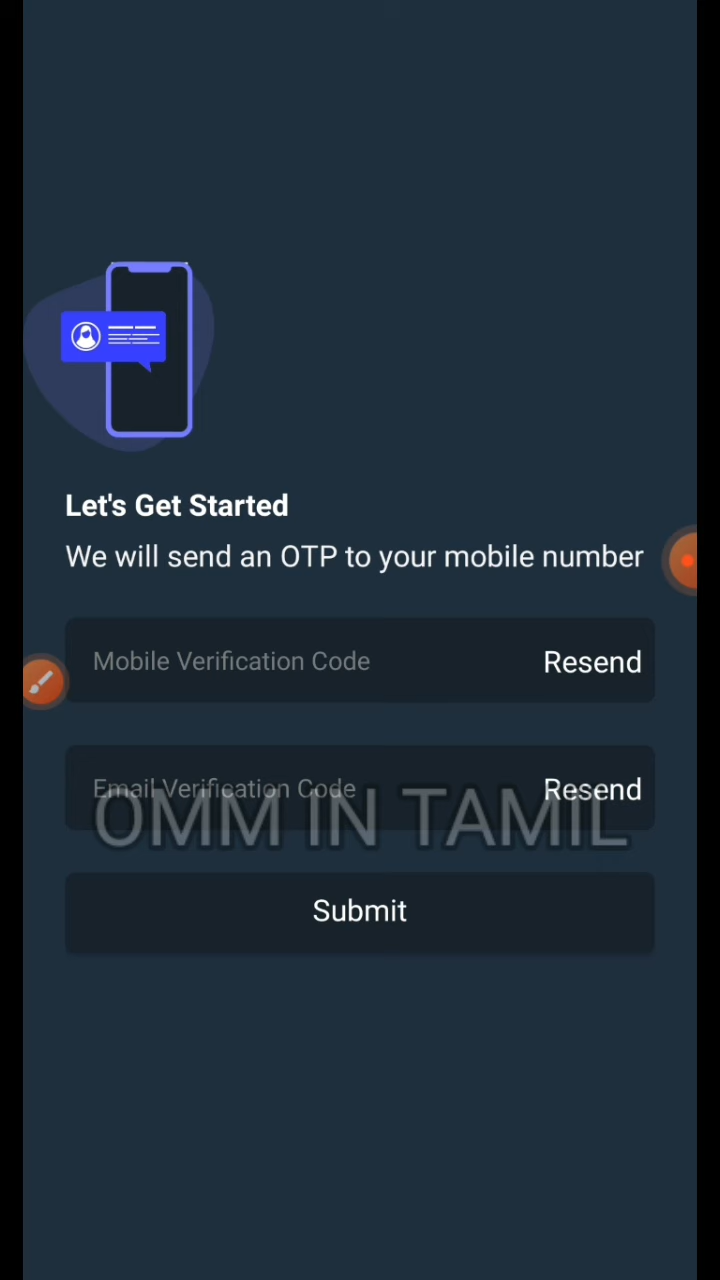 Let's Get Started
We will send an OTP to your mobile number
Mobile Verification Code Resend
Email Verification Code Resend
OMM IN TAMIL
Submit